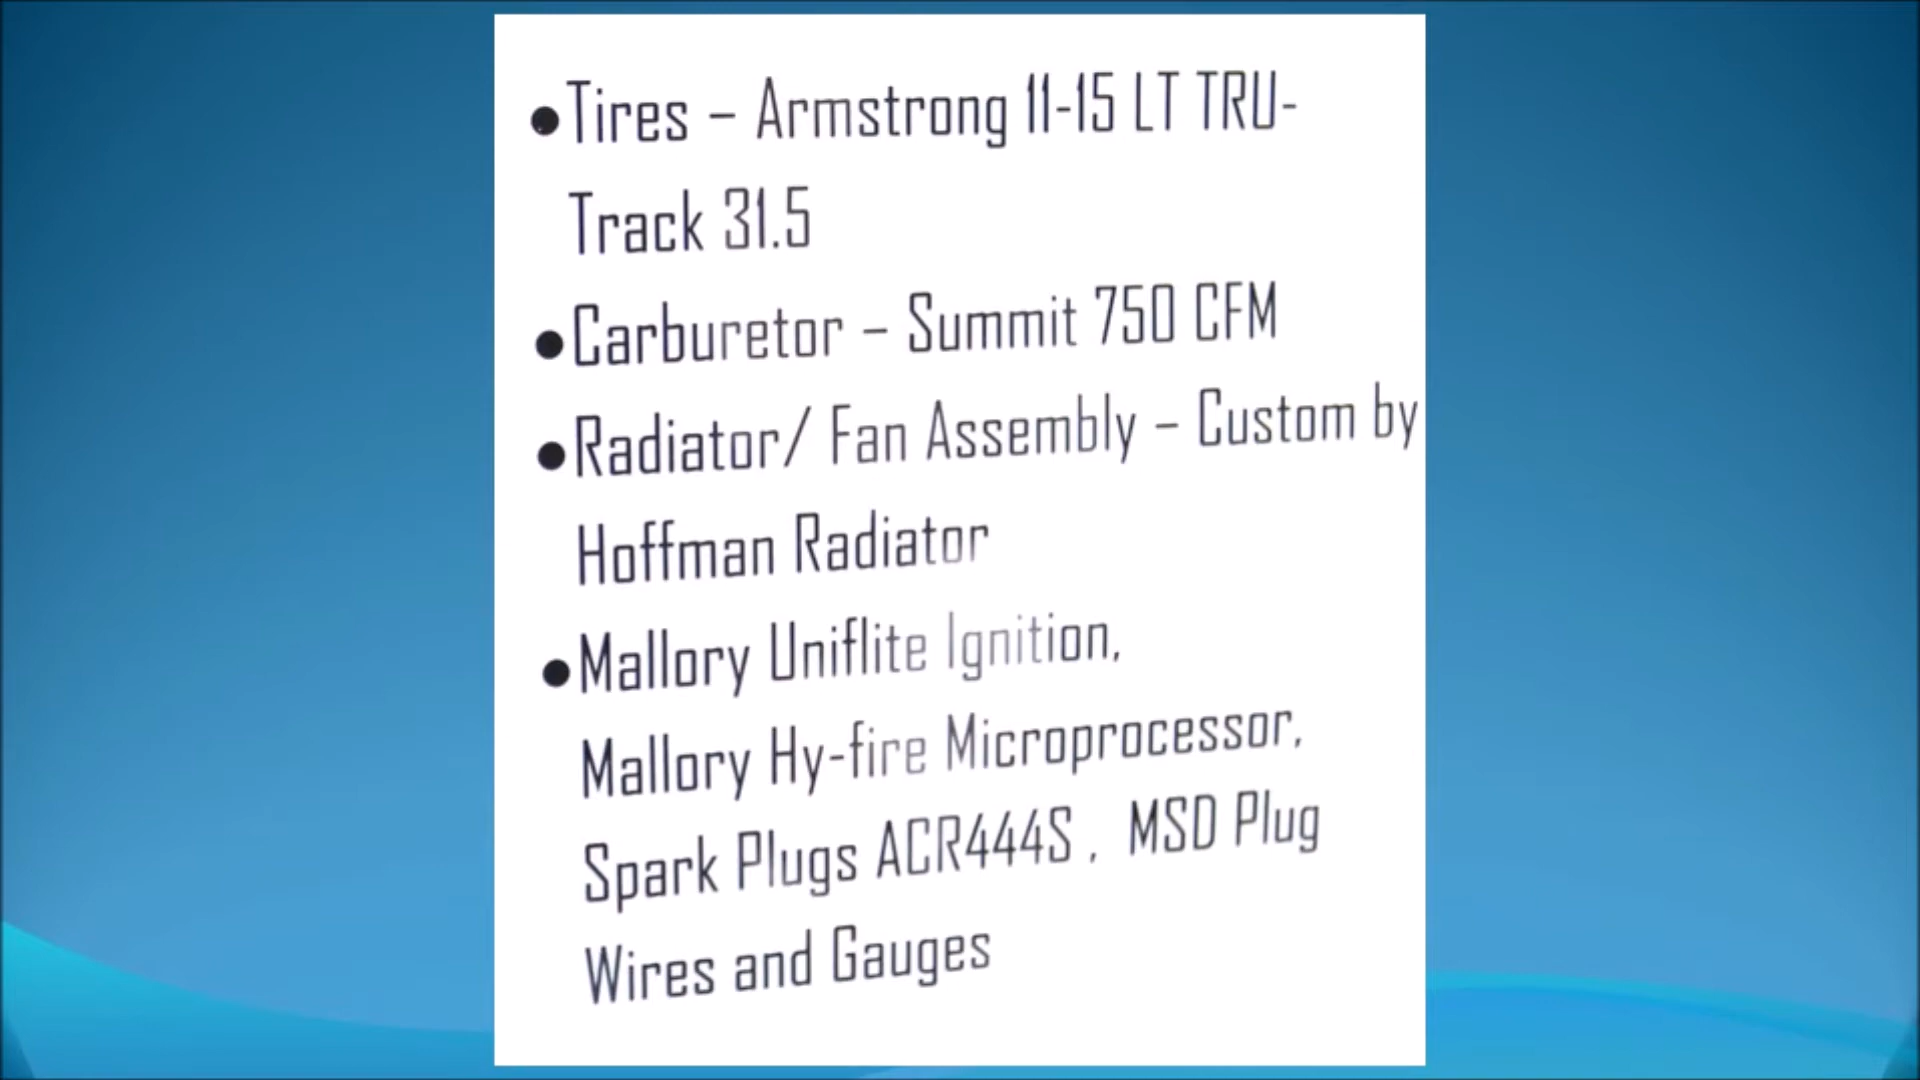 •Tires – Armstrong 11-15 LT TRU-
Track 31.5
•Carburetor – Summit 750 CFM
•Radiator/ Fan Assembly – Custom by
Hoffman Radiator
•Mallory Uniflite Ignition,
Mallory Hy-fire Microprocessor,
Spark Plugs ACR444S , MSD Plug
Wires and Gauges